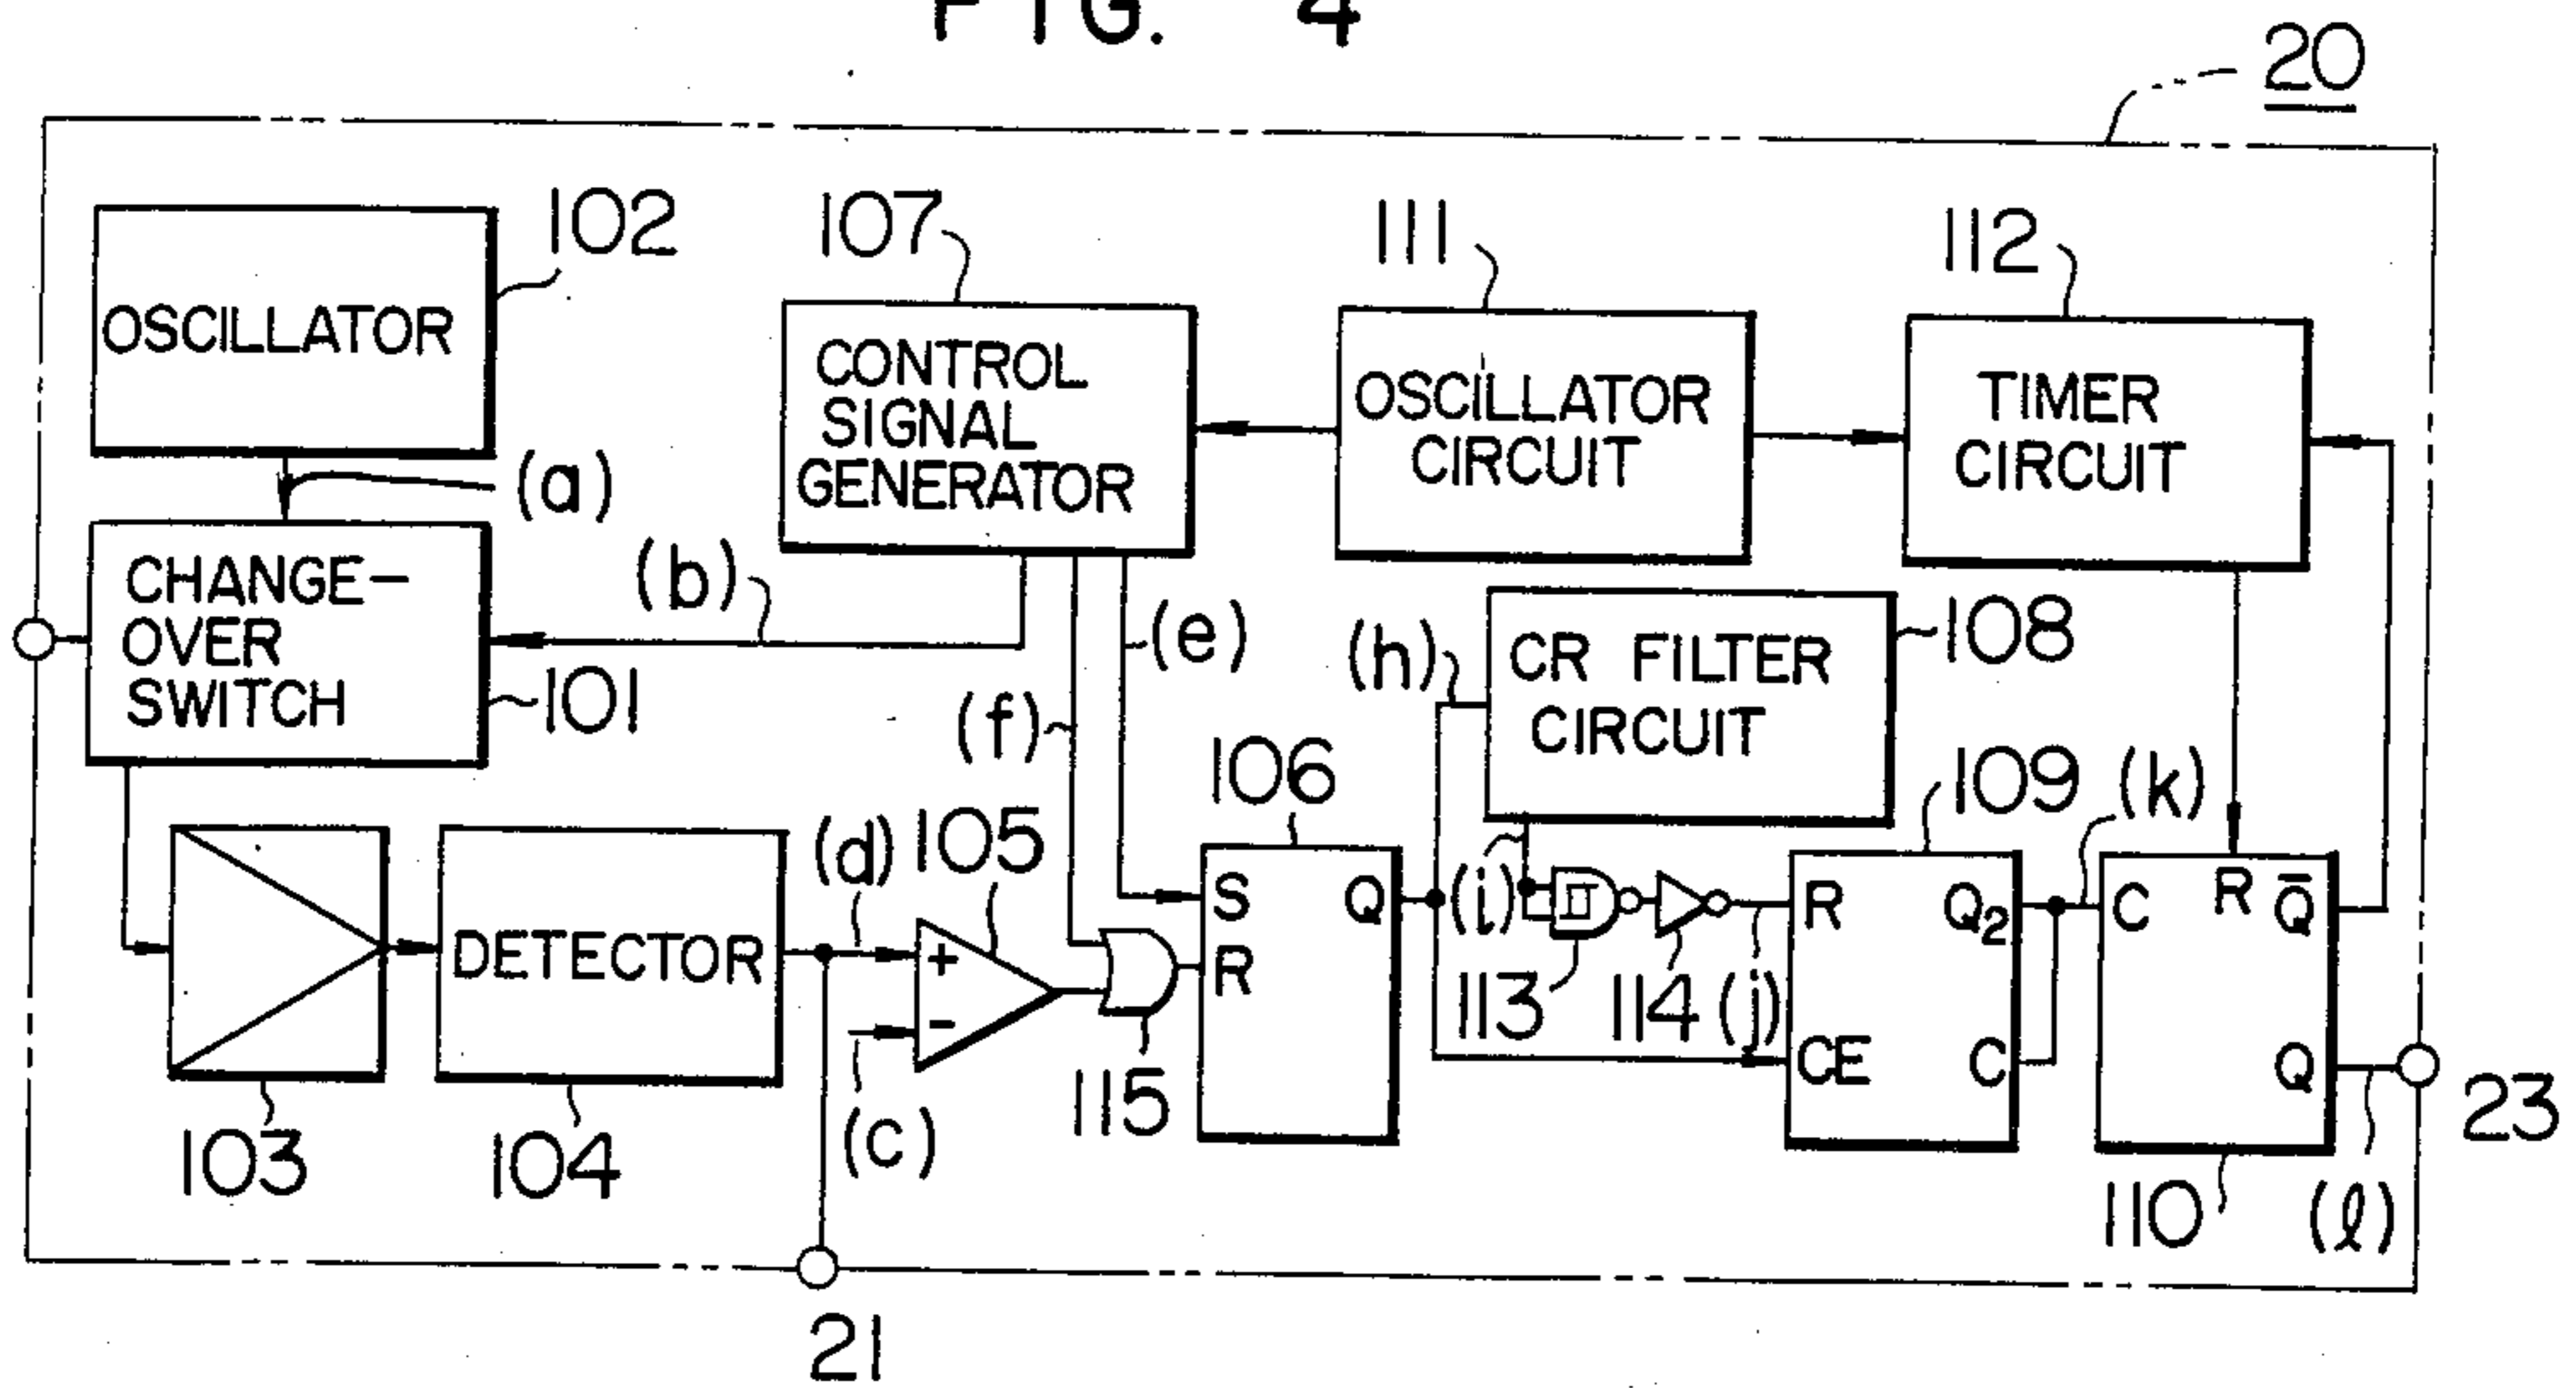 FIG. 4
20
102
107
111
112
OSCILLATOR
CONTROL
SIGNAL
GENERATOR
OSCILLATOR
CIRCUIT
TIMER
CIRCUIT
(a)
CHANGE-
OVER
SWITCH
101
(b)
(e)
(f)
(h)
CR FILTER
CIRCUIT
108
106
109
(k)
(d)
105
DETECTOR
+
-
(c)
103
104
115
S
R
Q
(i)
113
114
(j)
R
Q2
CE
C
C
R
Q̅
Q
110
(ℓ)
23
21